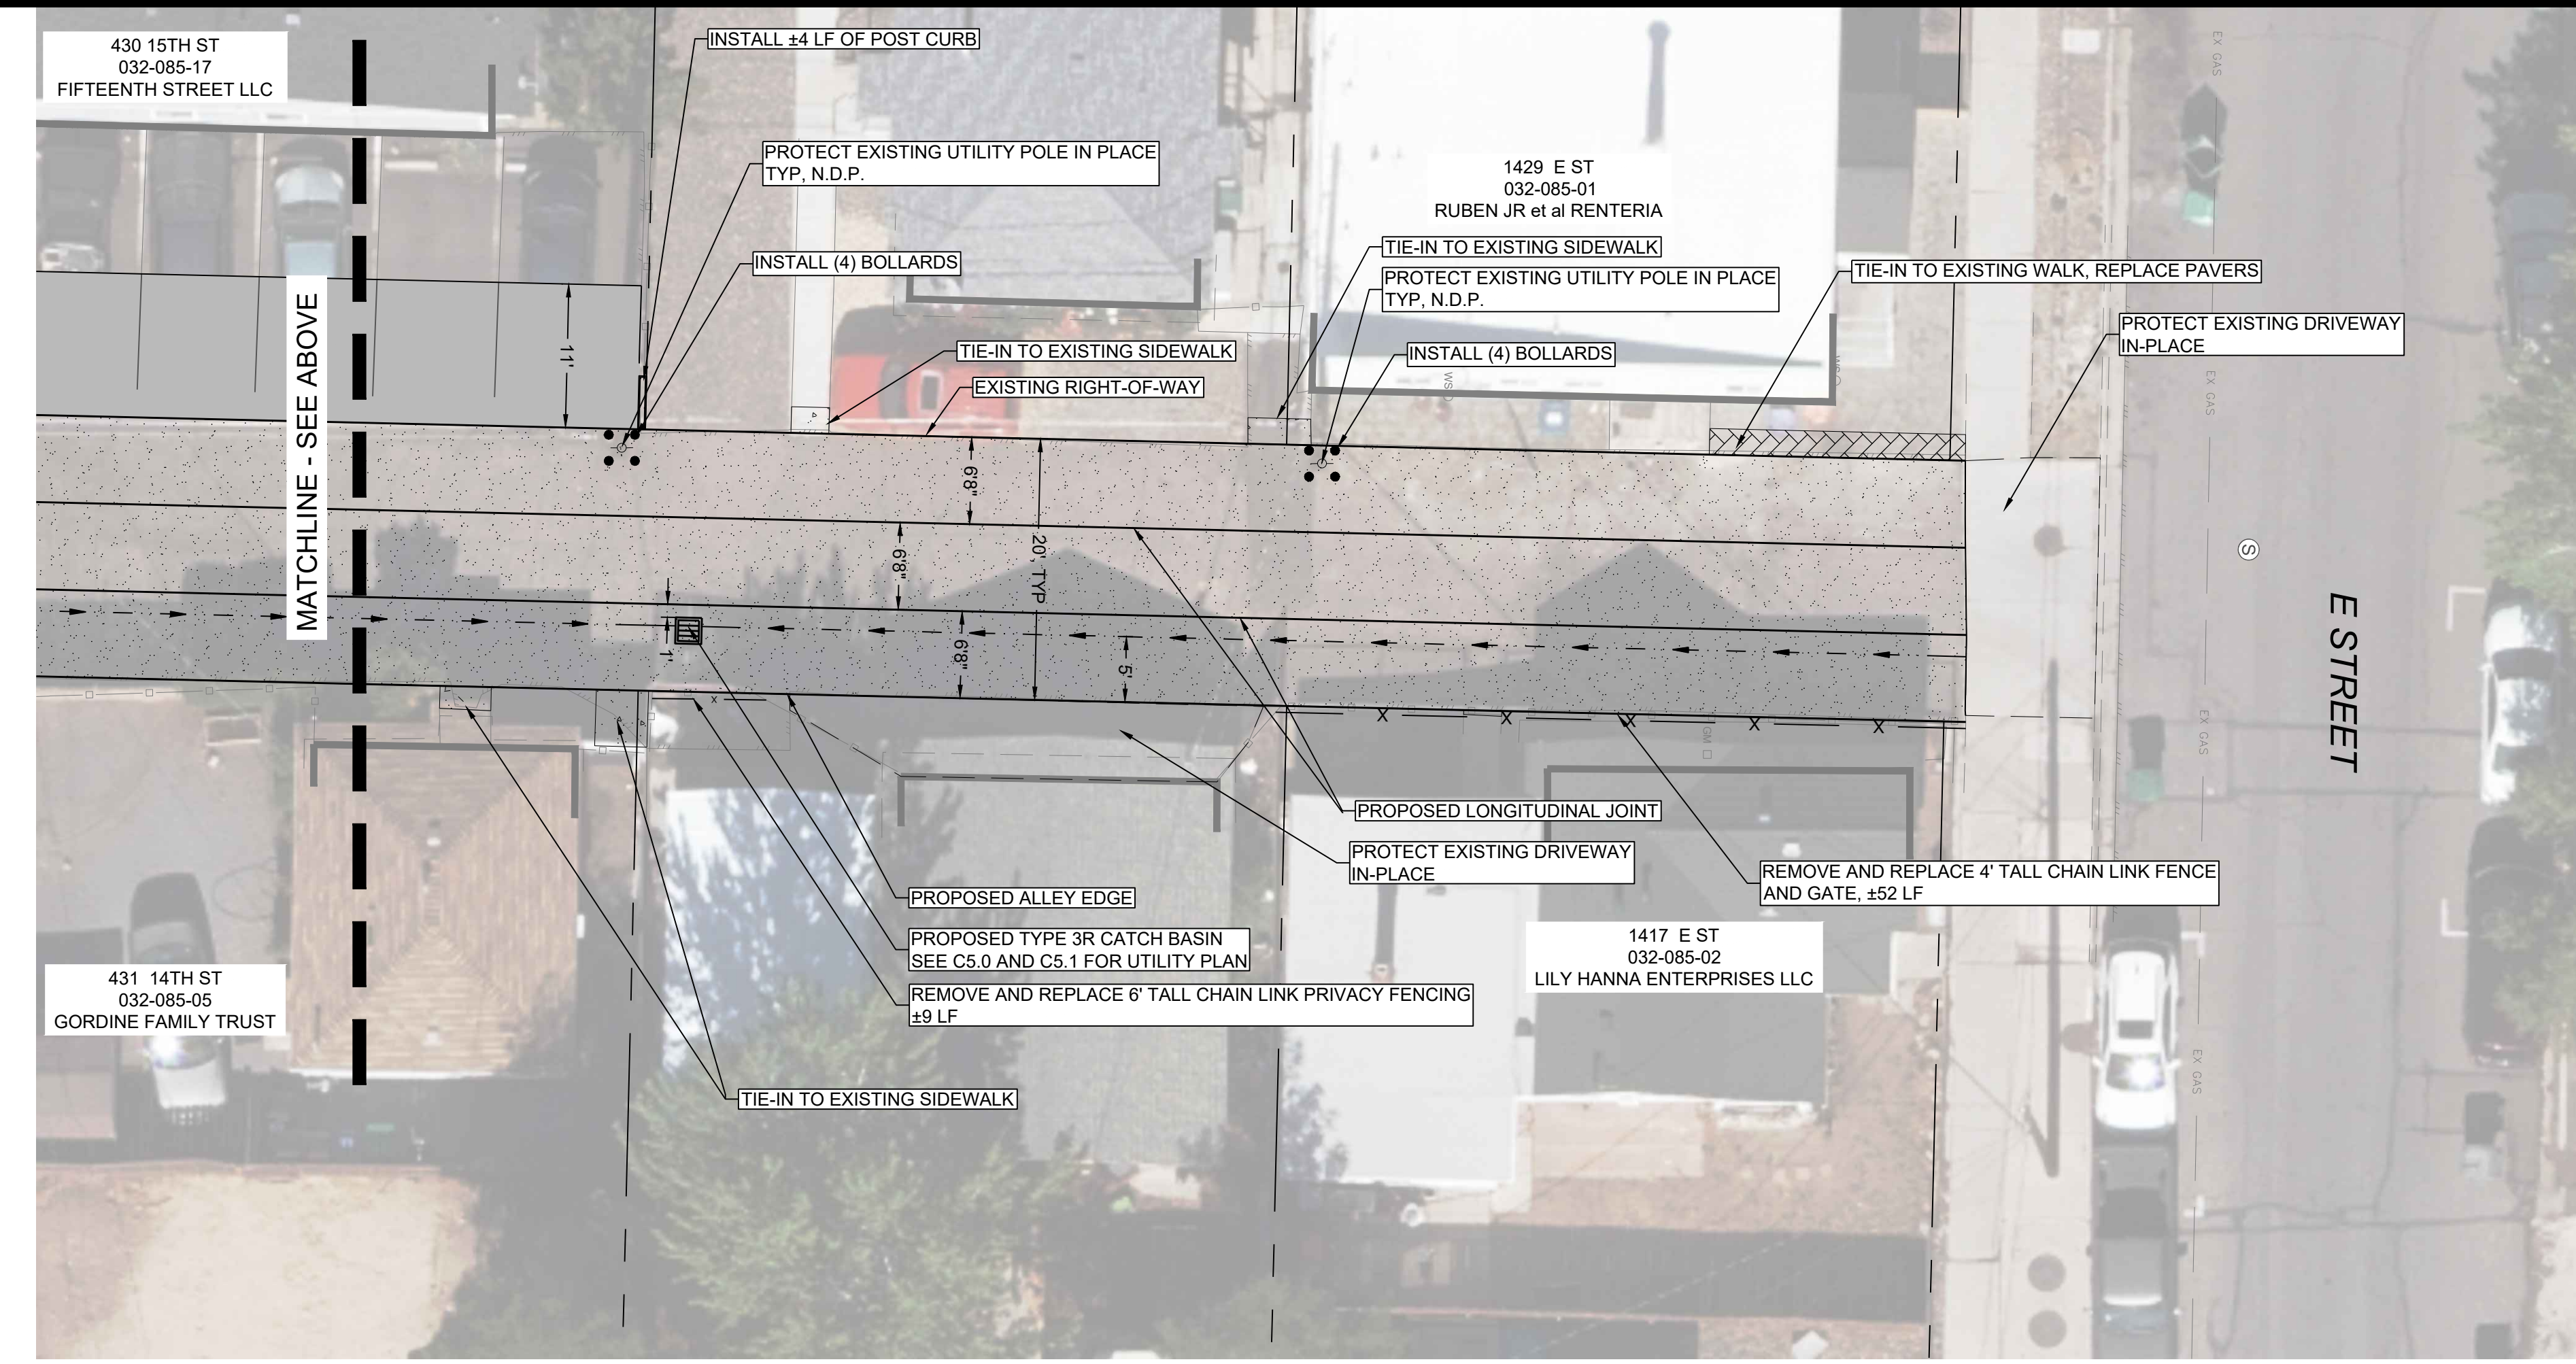 430 15TH ST
032-085-17
FIFTEENTH STREET LLC
INSTALL ±4 LF OF POST CURB
PROTECT EXISTING UTILITY POLE IN PLACE
TYP, N.D.P.
INSTALL (4) BOLLARDS
1429 E ST
032-085-01
RUBEN JR et al RENTERIA
TIE-IN TO EXISTING SIDEWALK
PROTECT EXISTING UTILITY POLE IN PLACE
TYP, N.D.P.
TIE-IN TO EXISTING WALK, REPLACE PAVERS
PROTECT EXISTING DRIVEWAY
IN-PLACE
TIE-IN TO EXISTING SIDEWALK
EXISTING RIGHT-OF-WAY
INSTALL (4) BOLLARDS
MATCHLINE - SEE ABOVE
11'
6'8"
6'8"
20', TYP
6'8"
5'
1'
X
X
X
X
X
X
S
GM
EX GAS
EX GAS
EX GAS
EX GAS
EX GAS
E STREET
PROPOSED LONGITUDINAL JOINT
PROTECT EXISTING DRIVEWAY
IN-PLACE
REMOVE AND REPLACE 4' TALL CHAIN LINK FENCE
AND GATE, ±52 LF
PROPOSED ALLEY EDGE
PROPOSED TYPE 3R CATCH BASIN
SEE C5.0 AND C5.1 FOR UTILITY PLAN
REMOVE AND REPLACE 6' TALL CHAIN LINK PRIVACY FENCING
±9 LF
1417 E ST
032-085-02
LILY HANNA ENTERPRISES LLC
431 14TH ST
032-085-05
GORDINE FAMILY TRUST
TIE-IN TO EXISTING SIDEWALK